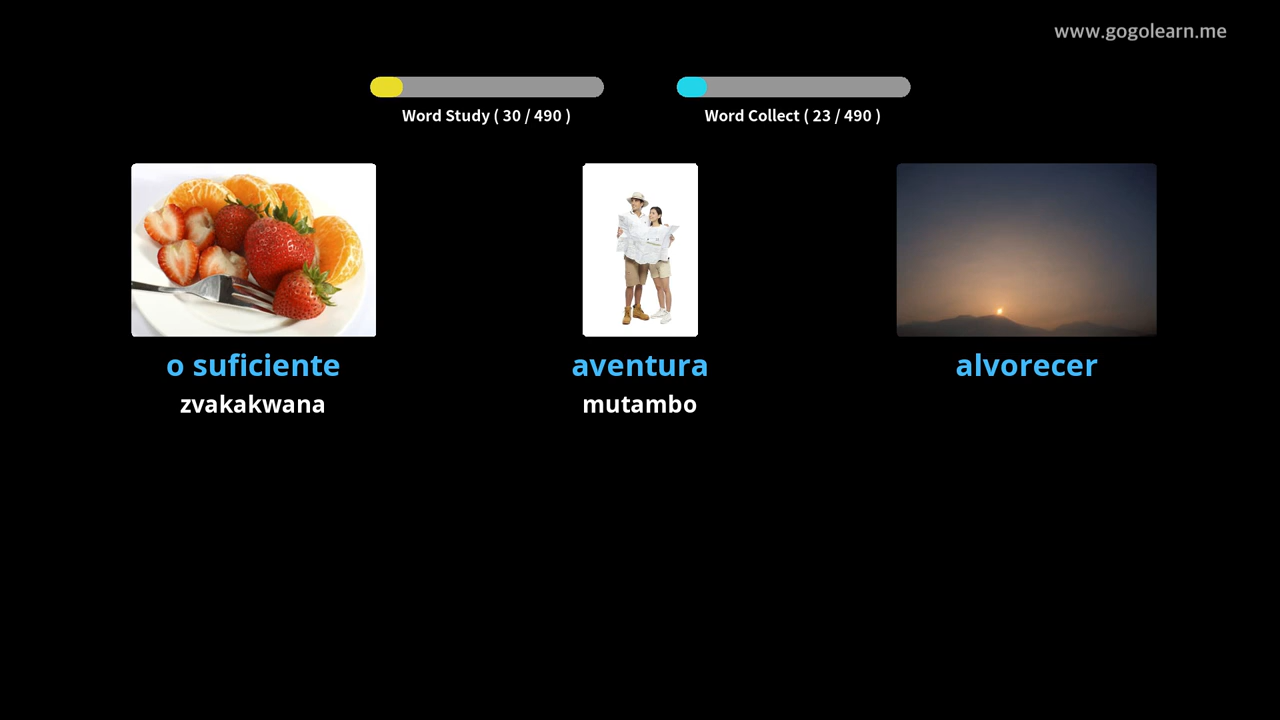 www.gogolearn.me
Word Study ( 30 / 490 )
Word Collect ( 23 / 490 )
o suficiente
aventura
alvorecer
zvakakwana
mutambo